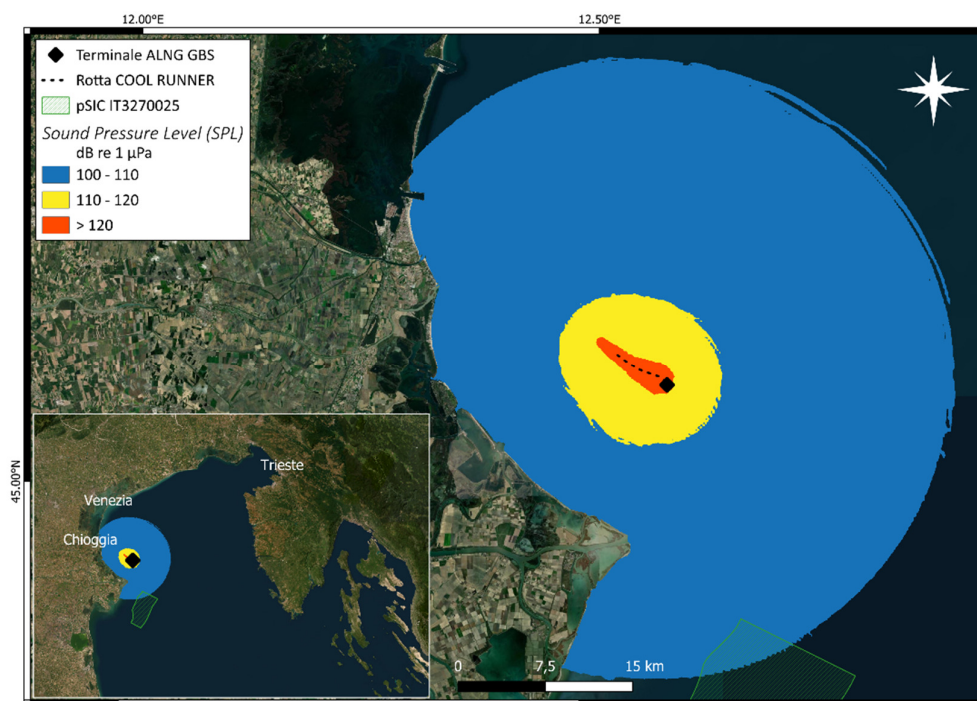 12.00°E
12.50°E
Terminale ALNG GBS
Rotta COOL RUNNER
pSIC IT3270025
Sound Pressure Level (SPL)
dB re 1 µPa
100 - 110
110 - 120
> 120
45.00°N
Trieste
Venezia
Chioggia
0 7,5 15 km